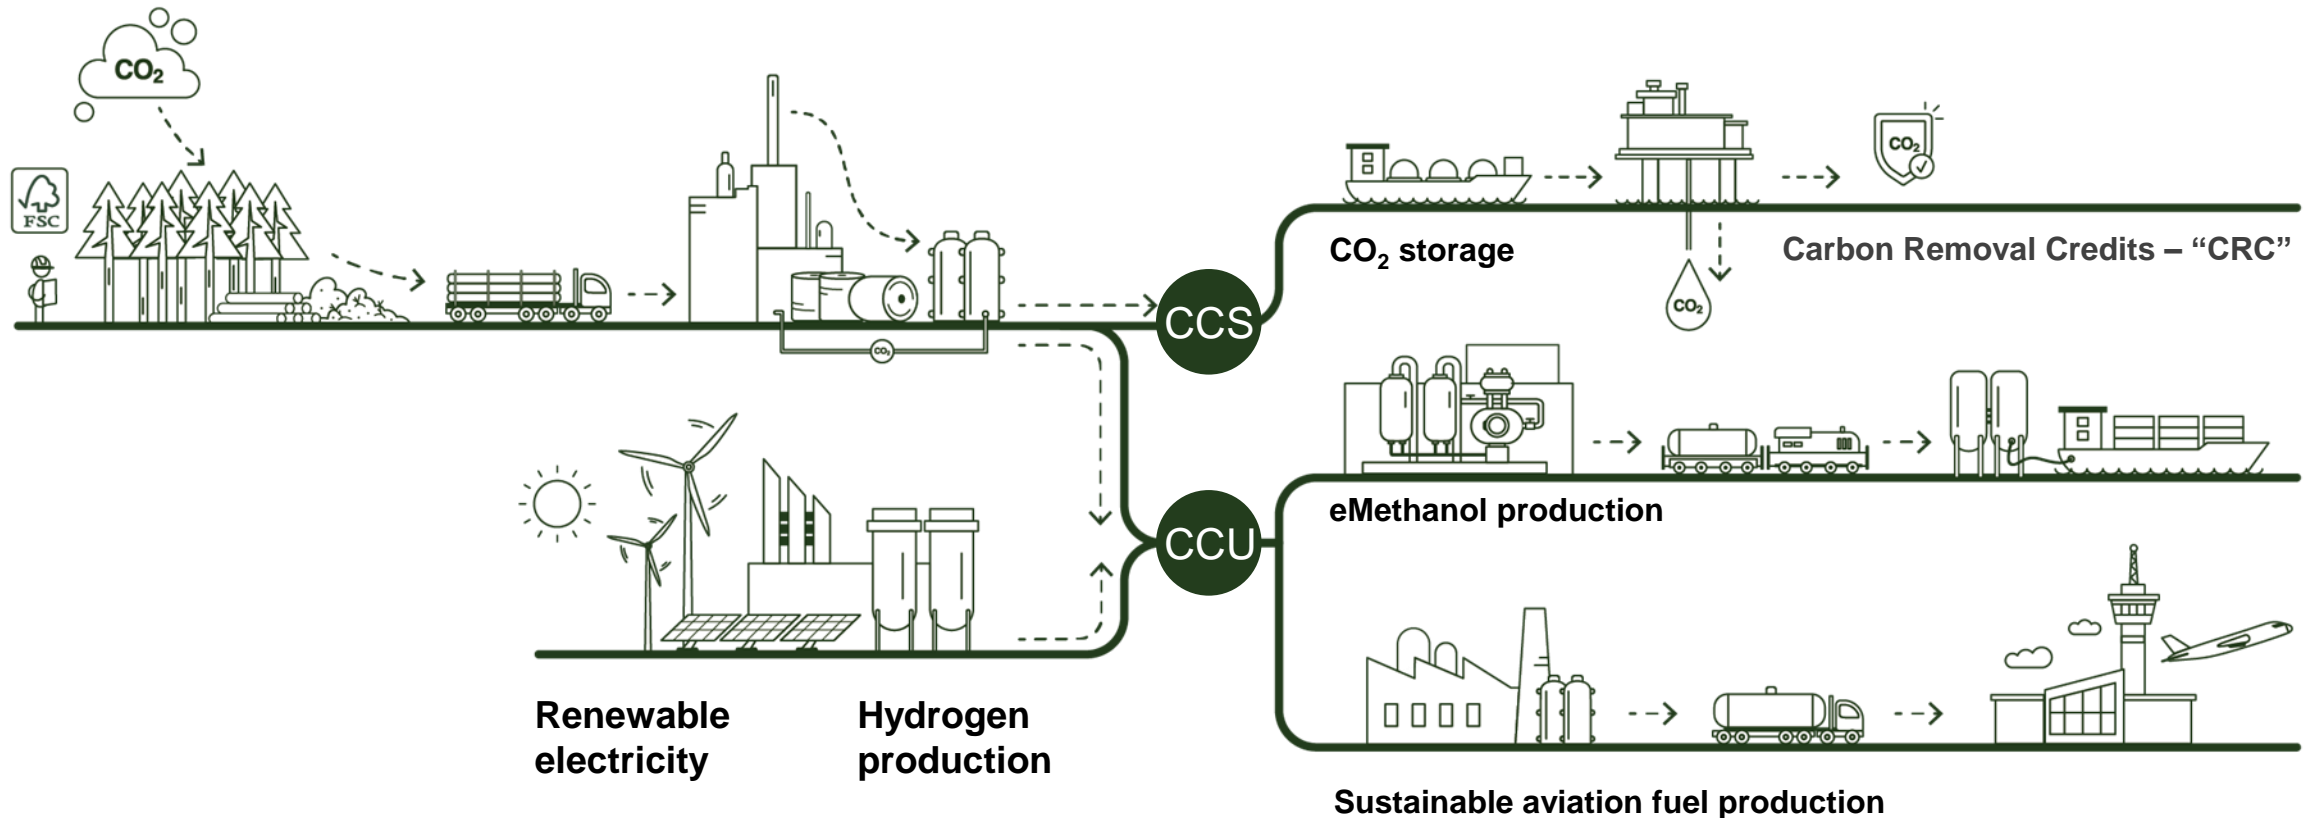 CO₂
FSC
CO₂
CCS
CO₂ storage
CO₂
CO₂
Carbon Removal Credits – “CRC”
CCU
eMethanol production
Renewable
electricity
Hydrogen
production
Sustainable aviation fuel production